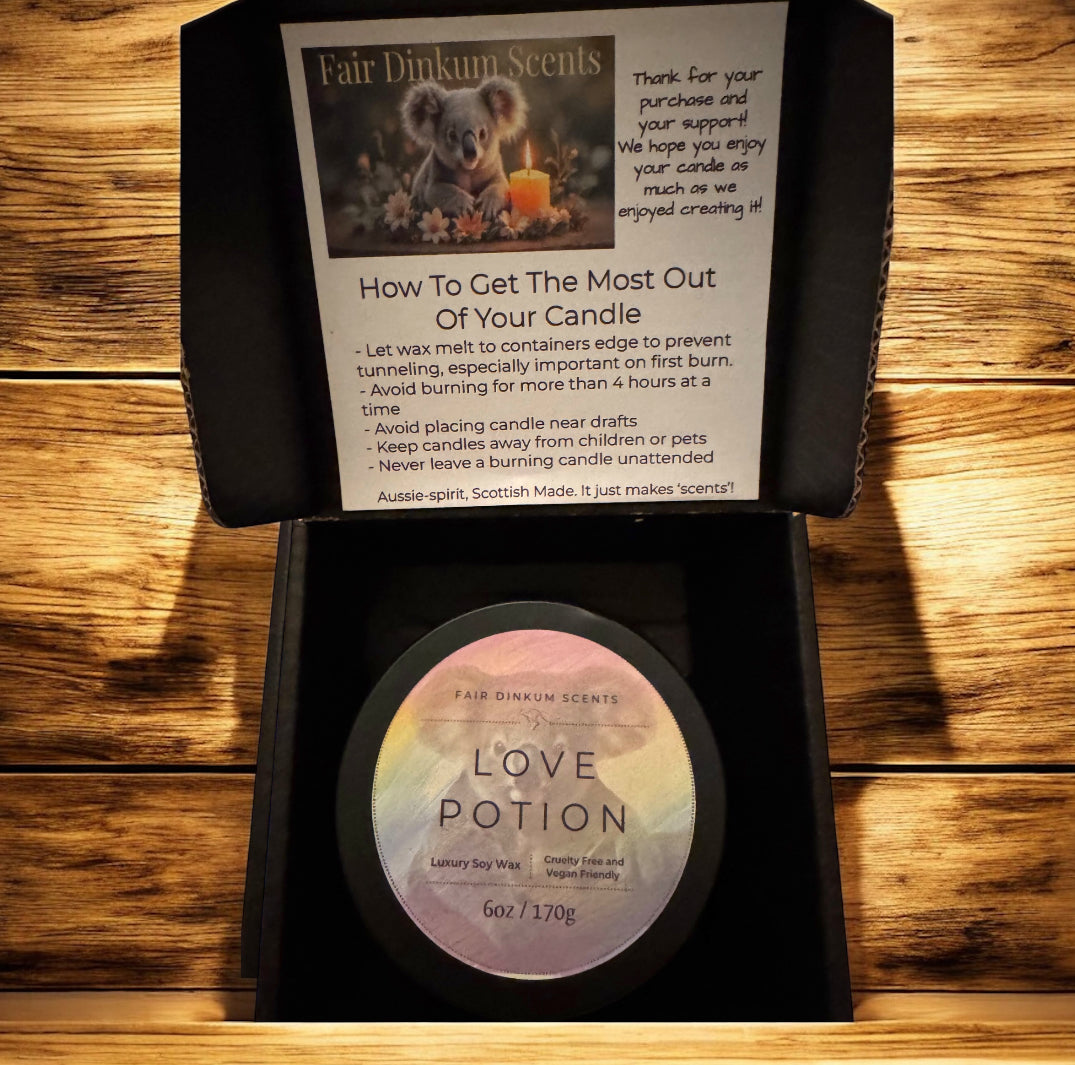 Fair Dinkum Scents
Thank for your
purchase and
your support!
We hope you enjoy
your candle as
much as we
enjoyed creating it!
How To Get The Most Out
Of Your Candle
- Let wax melt to containers edge to prevent
tunneling, especially important on first burn.
- Avoid burning for more than 4 hours at a
time
- Avoid placing candle near drafts
- Keep candles away from children or pets
- Never leave a burning candle unattended
Aussie-spirit, Scottish Made. It just makes ‘scents’!
FAIR DINKUM SCENTS
LOVE
POTION
Luxury Soy Wax
Cruelty Free and
Vegan Friendly
6oz / 170g